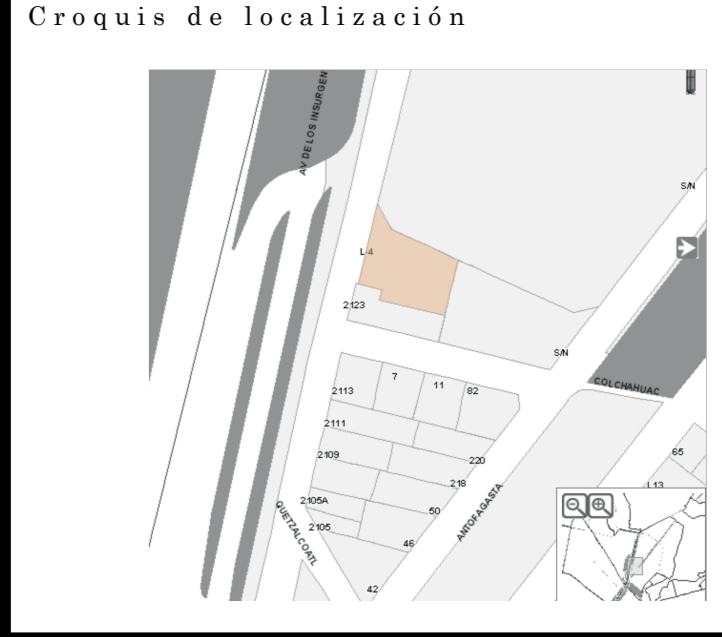 Croquis de localización
AV DE LOS INSURGEN
S/N
L-4
2123
S/N
COLCHAHUAC
7
11
82
2113
2111
2109
220
65
218
L13
2105A
50
ANTOFAGASTA
QUETZALCOATL
2105
46
42